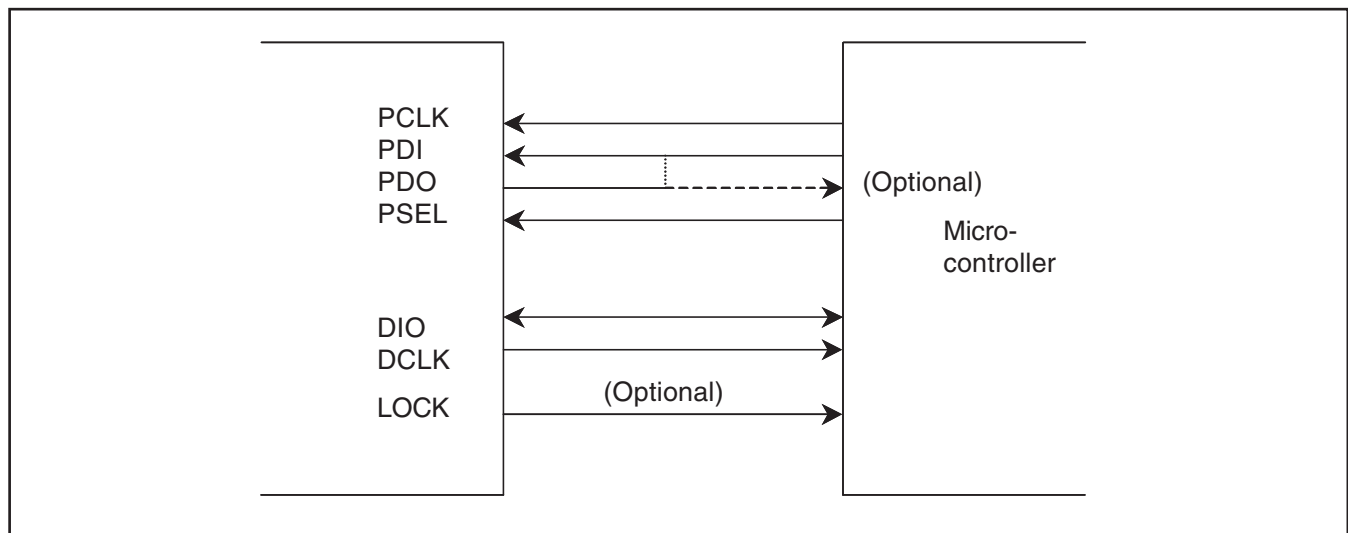 PCLK
PDI
PDO
PSEL
(Optional)
Micro-
controller
DIO
DCLK
LOCK
(Optional)